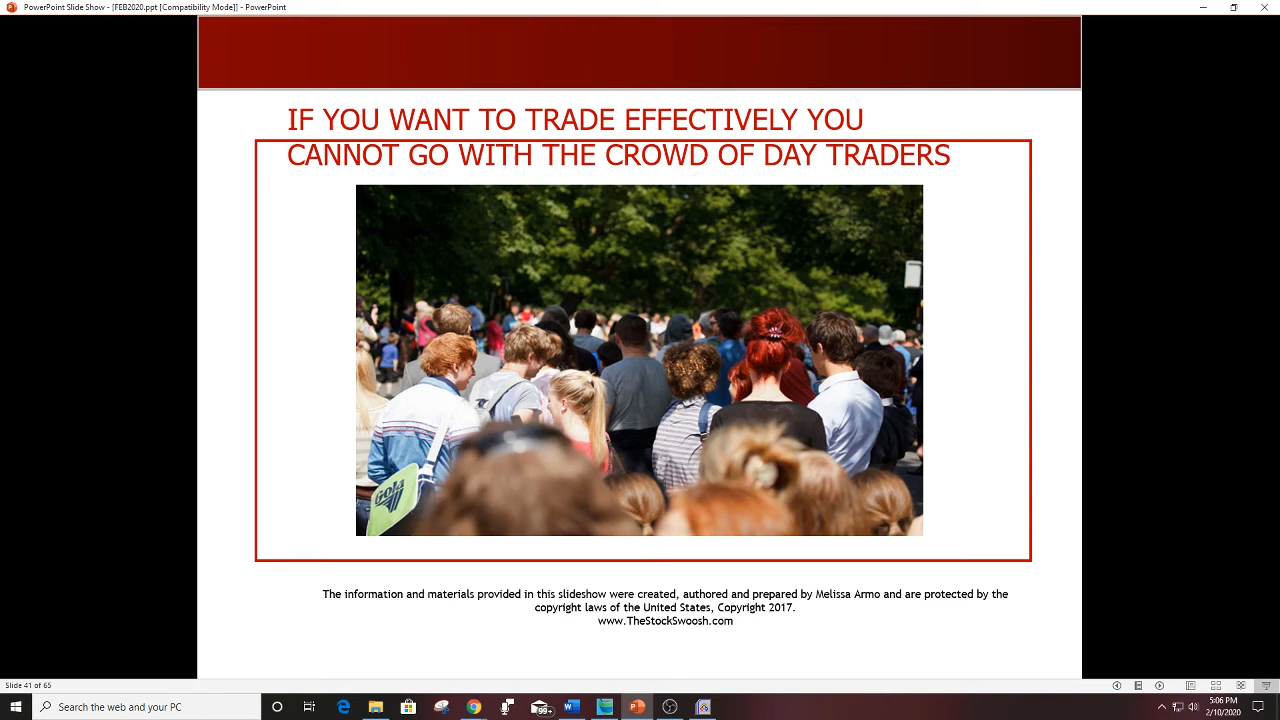 PowerPoint Slide Show - [FEB2020.ppt [Compatibility Mode]] - PowerPoint
IF YOU WANT TO TRADE EFFECTIVELY YOU
CANNOT GO WITH THE CROWD OF DAY TRADERS
Gola
The information and materials provided in this slideshow were created, authored and prepared by Melissa Armo and are protected by the
copyright laws of the United States, Copyright 2017.
www.TheStockSwoosh.com
Slide 41 of 65
Search the web and your PC
99+
5:06 PM
2/10/2020